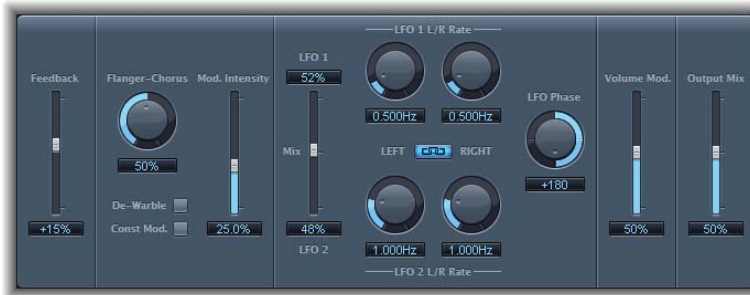 LFO 1 L/R Rate
LFO 1
Feedback
Flanger-Chorus
Mod. Intensity
52%
Volume Mod.
Output Mix
LFO Phase
0.500Hz
0.500Hz
Mix
LEFT
RIGHT
50%
+180
De-Warble
Const Mod.
+15%
25.0%
48%
50%
50%
LFO 2
1.000Hz
1.000Hz
LFO 2 L/R Rate